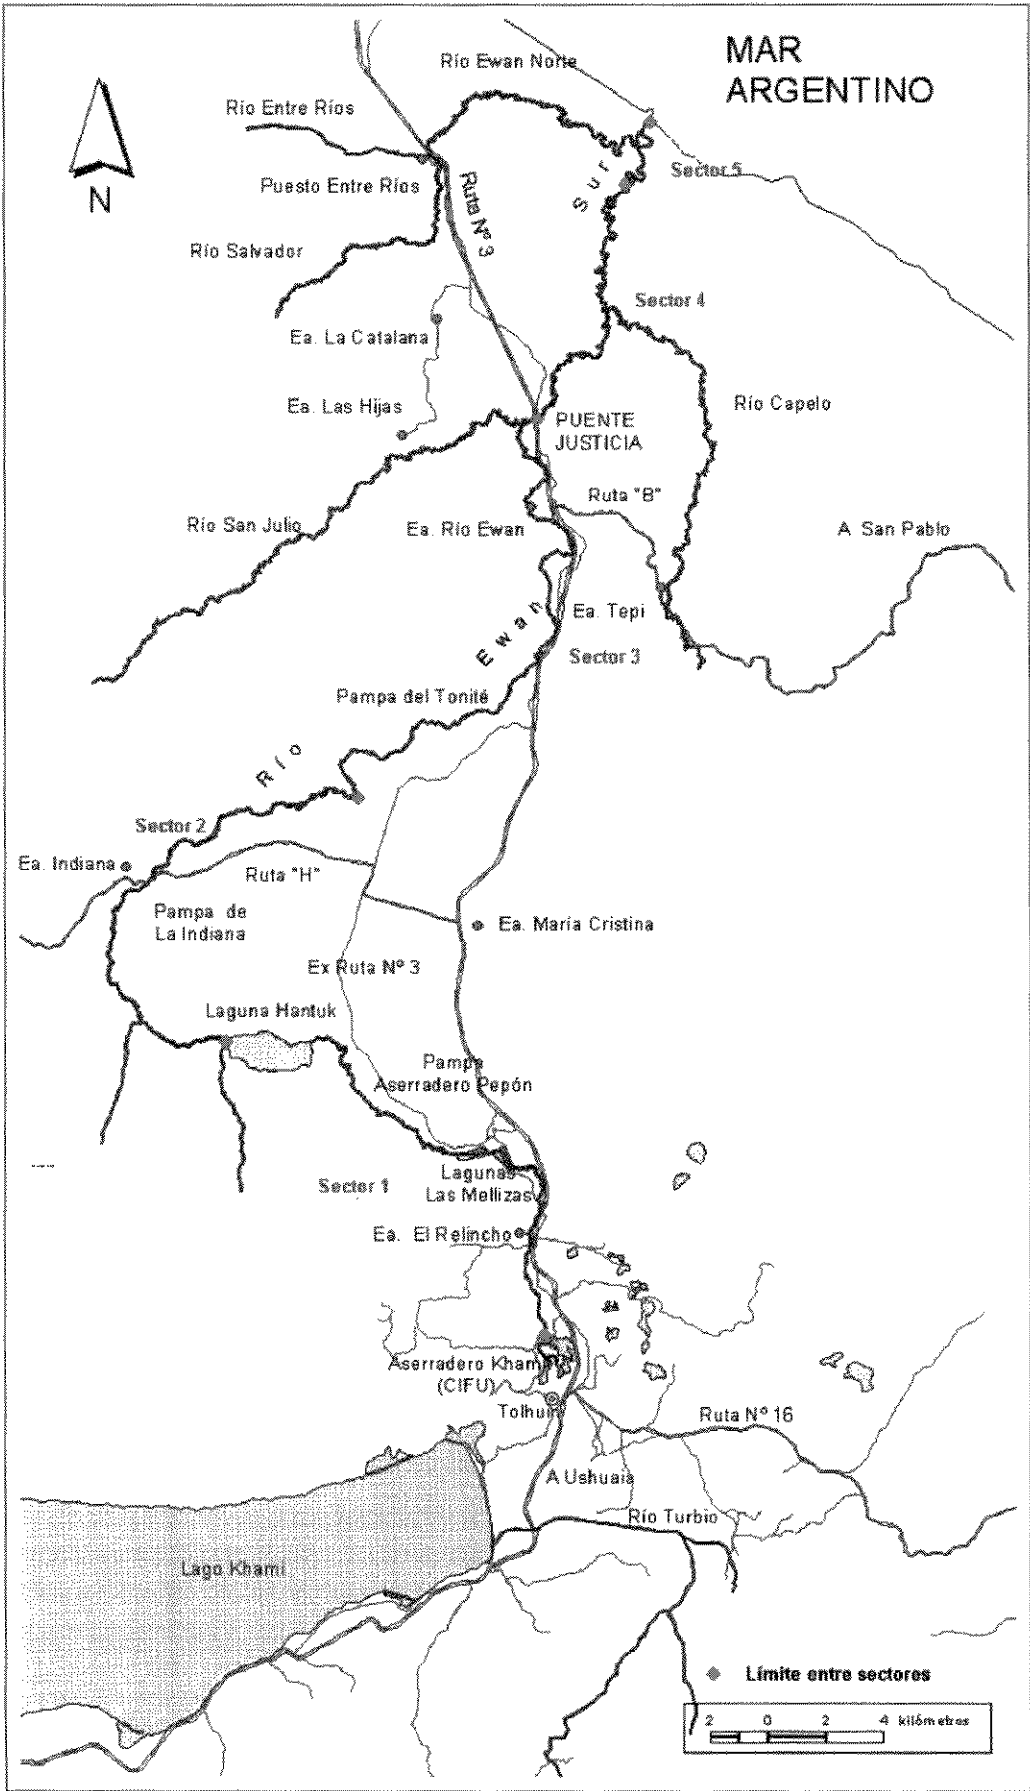 MAR
ARGENTINO
Río Ewan Norte
Río Entre Ríos
N
Puesto Entre Ríos
Ruta Nº 3
Sur
Sector 5
Río Salvador
Sector 4
Ea. La Catalana
Ea. Las Hijas
Río Capelo
PUENTE
JUSTICIA
Ruta "B"
Río San Julio
Ea. Río Ewan
A San Pablo
Ea. Tepi
Ewan
Sector 3
Pampa del Tonité
Río
Sector 2
Ea. Indiana
Ruta "H"
Pampa de
La Indiana
Ea. María Cristina
Ex Ruta Nº 3
Laguna Hantuk
Pampa
Aserradero Pepón
Lagunas
Las Mellizas
Sector 1
Ea. El Relincho
Aserradero Khami
(CIFU)
Tolhuin
Ruta Nº 16
A Ushuaia
Río Turbio
Lago Khami
Límite entre sectores
2 0 2 4 kilómetros